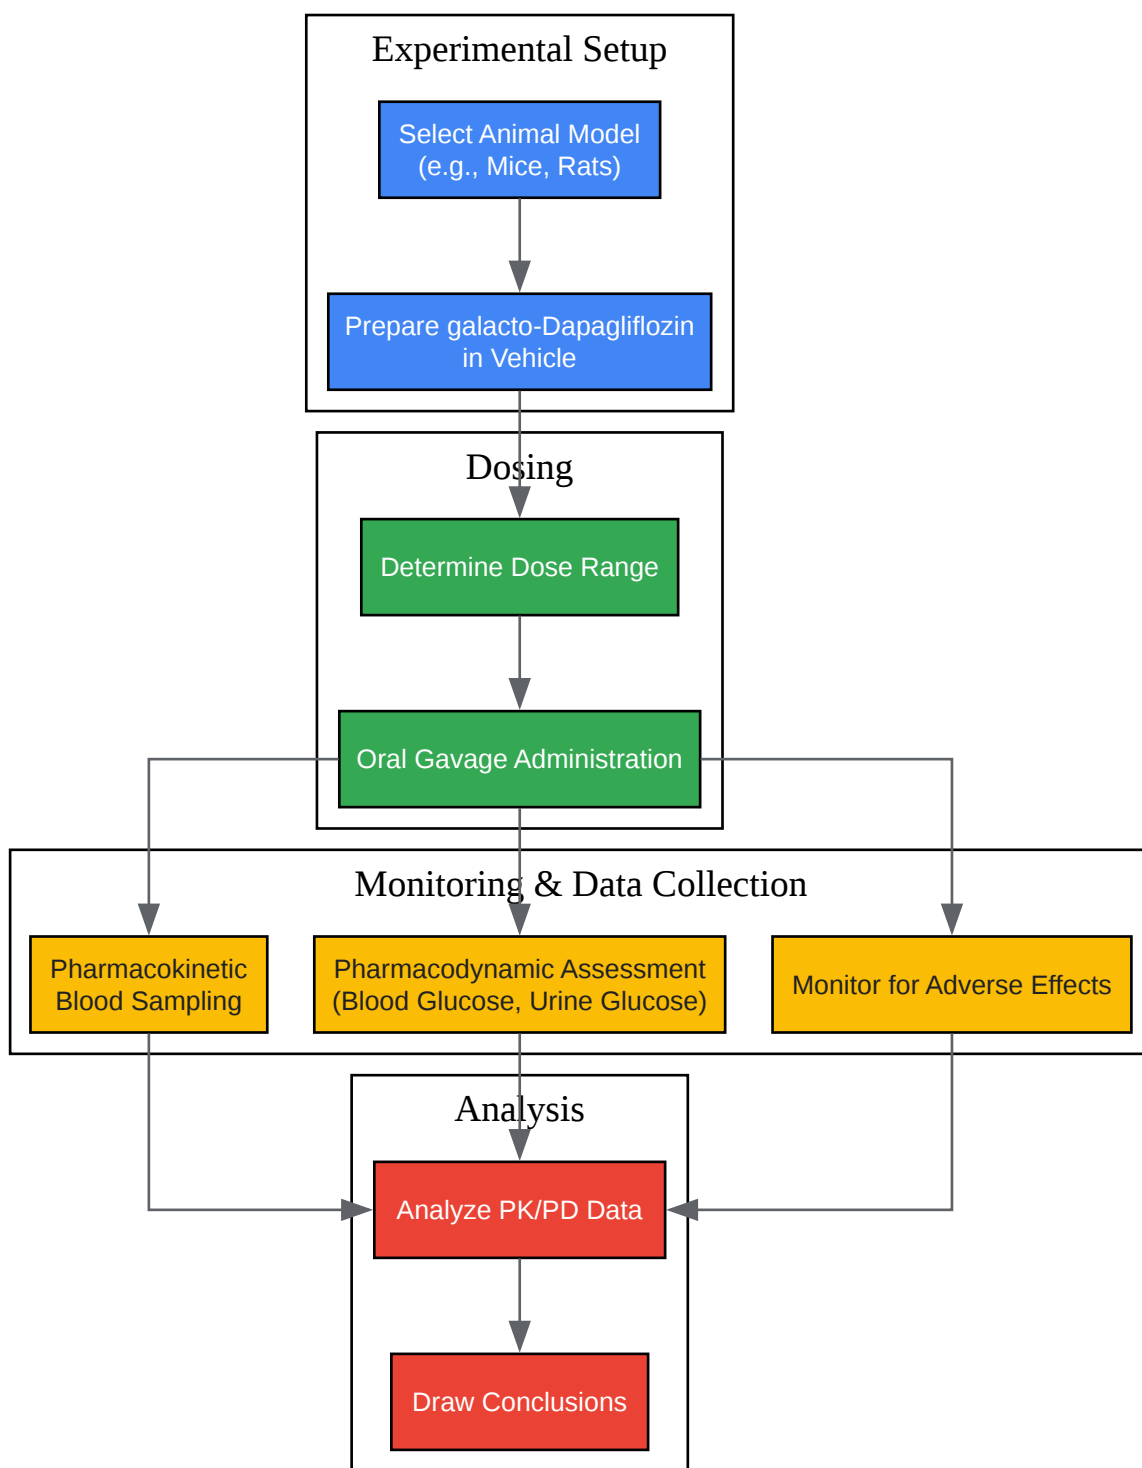 Experimental Setup
Select Animal Model
(e.g., Mice, Rats)
Prepare galacto-Dapagliflozin
in Vehicle
Dosing
Determine Dose Range
Oral Gavage Administration
Monitoring & Data Collection
Pharmacokinetic
Blood Sampling
Pharmacodynamic Assessment
(Blood Glucose, Urine Glucose)
Monitor for Adverse Effects
Analysis
Analyze PK/PD Data
Draw Conclusions